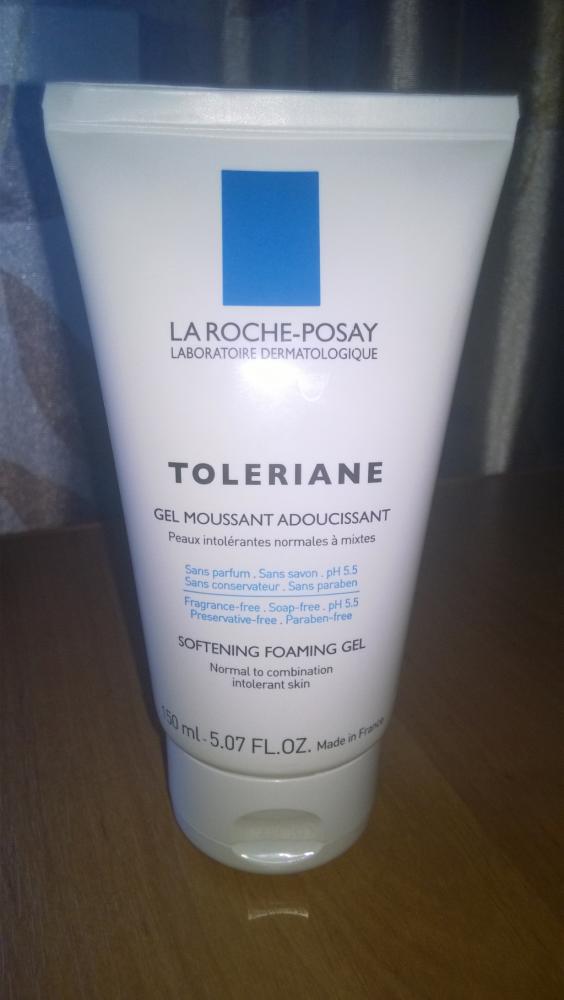 LA ROCHE-POSAY
LABORATOIRE DERMATOLOGIQUE
TOLERIANE
GEL MOUSSANT ADOUCISSANT
Peaux intolérantes normales à mixtes
Sans parfum . Sans savon . pH 5.5
Sans conservateur . Sans paraben
Fragrance-free . Soap-free . pH 5.5
Preservative-free . Paraben-free
SOFTENING FOAMING GEL
Normal to combination
intolerant skin
150 ml - 5.07 FL.OZ. Made in France